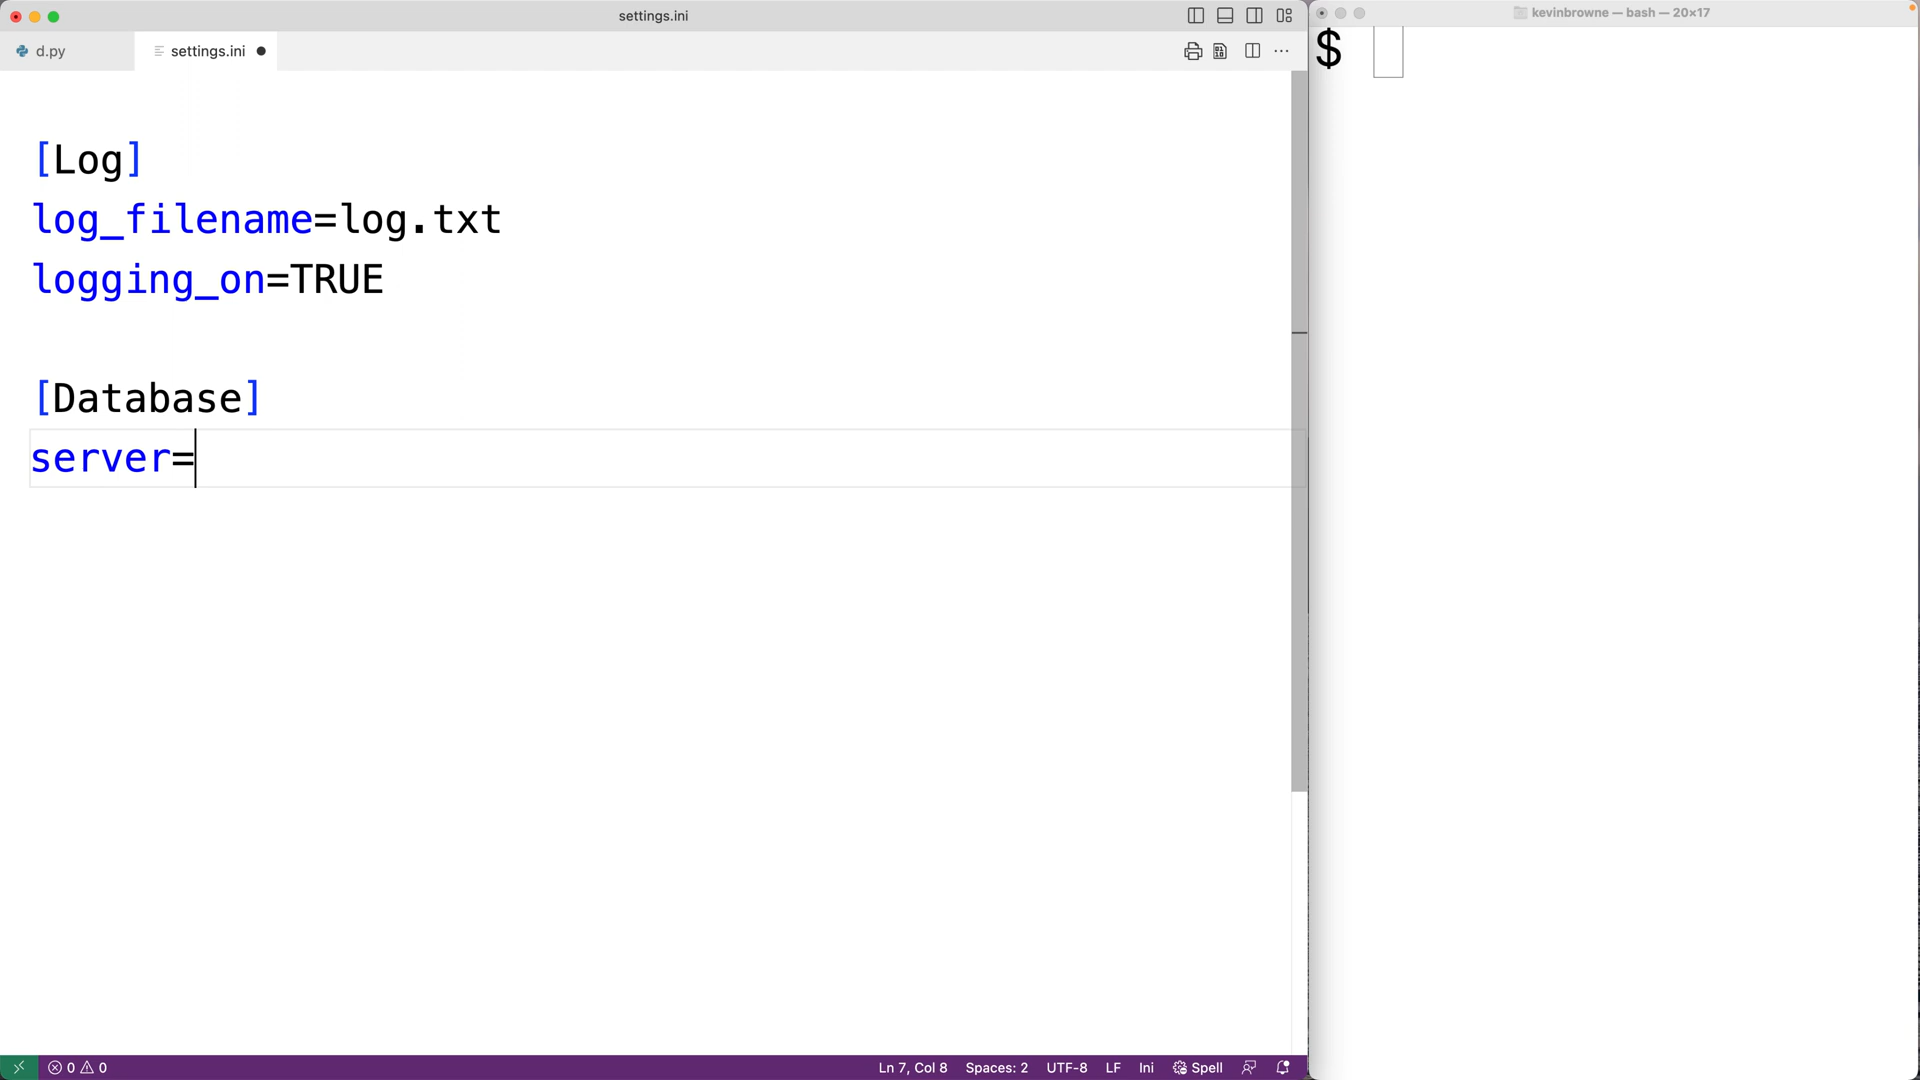 settings.ini
d.py
settings.ini
[Log]
log_filename=log.txt
logging_on=TRUE
[Database]
server=
0 0
Ln 7, Col 8 Spaces: 2 UTF-8 LF Ini Spell
kevinbrowne — bash — 20×17
$